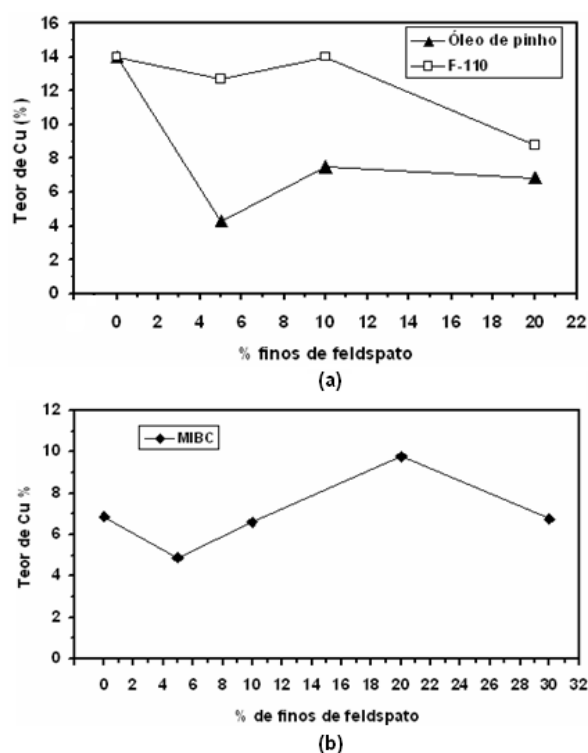 16
14
12
10
8
6
4
2
0
Teor de Cu (%)
Óleo de pinho
F-110
0 2 4 6 8 10 12 14 16 18 20 22
% finos de feldspato
(a)
12
10
8
6
4
2
0
Teor de Cu %
MIBC
0 2 4 6 8 10 12 14 16 18 20 22 24 26 28 30 32
% de finos de feldspato
(b)